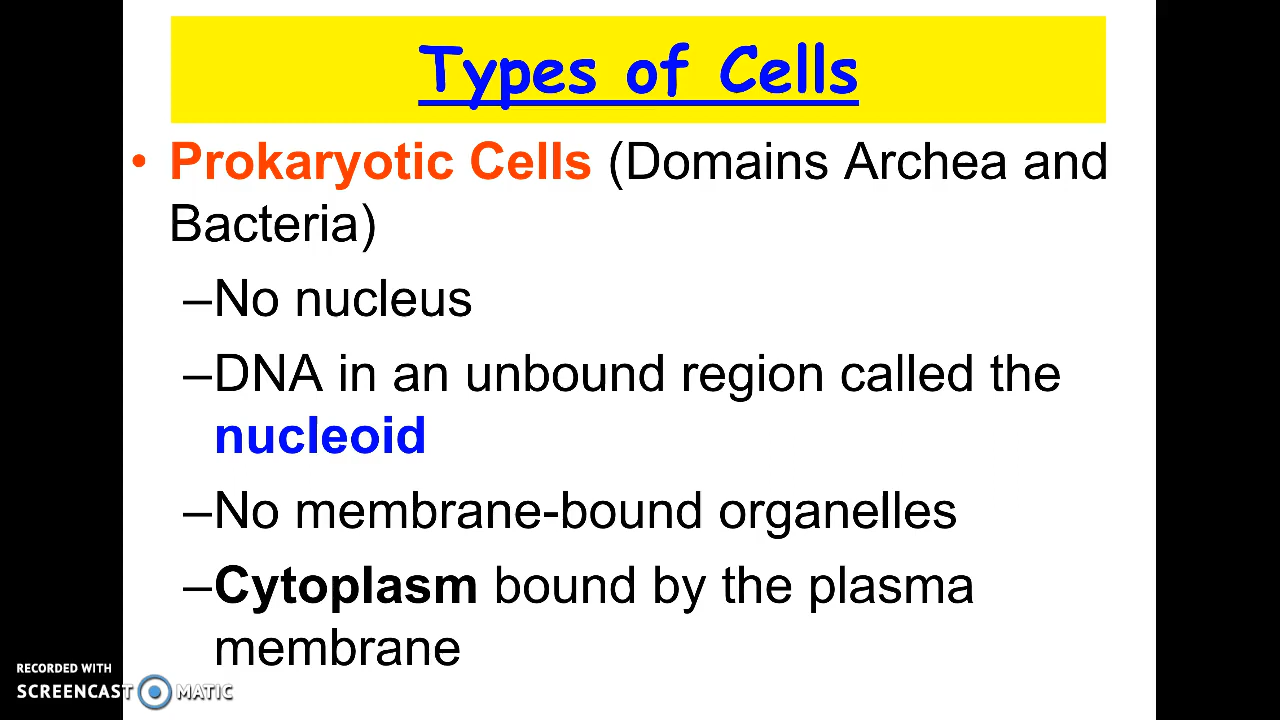 Types of Cells
• Prokaryotic Cells (Domains Archea and
Bacteria)
–No nucleus
–DNA in an unbound region called the
nucleoid
–No membrane-bound organelles
–Cytoplasm bound by the plasma
membrane
RECORDED WITH
SCREENCAST MATIC